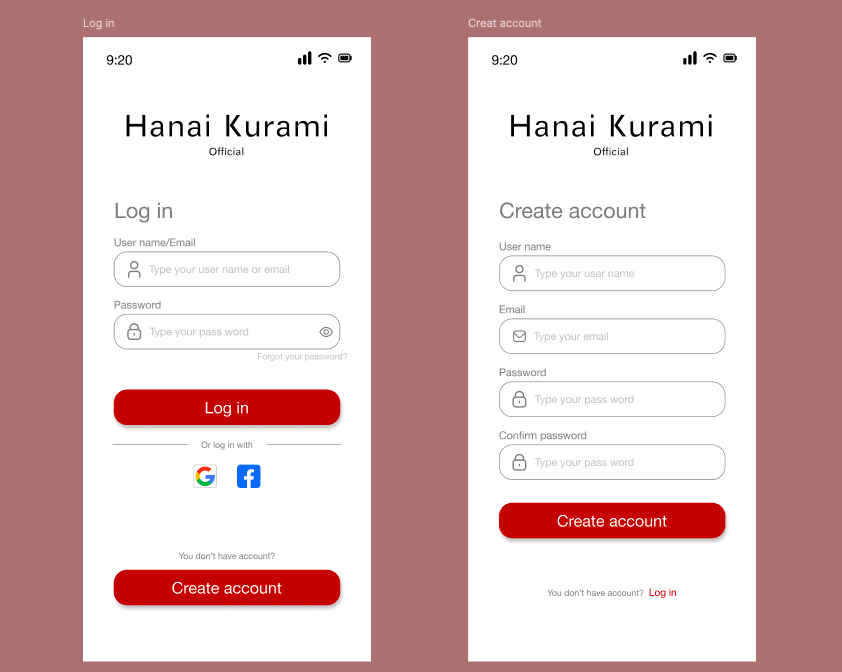 Log in
9:20
Hanai Kurami
Official
Log in
User name/Email
Type your user name or email
Password
Type your pass word
Forgot your password?
Log in
Or log in with
You don't have account?
Create account
Creat account
9:20
Hanai Kurami
Official
Create account
User name
Type your user name
Email
Type your email
Password
Type your pass word
Confirm password
Type your pass word
Create account
You don't have account? Log in